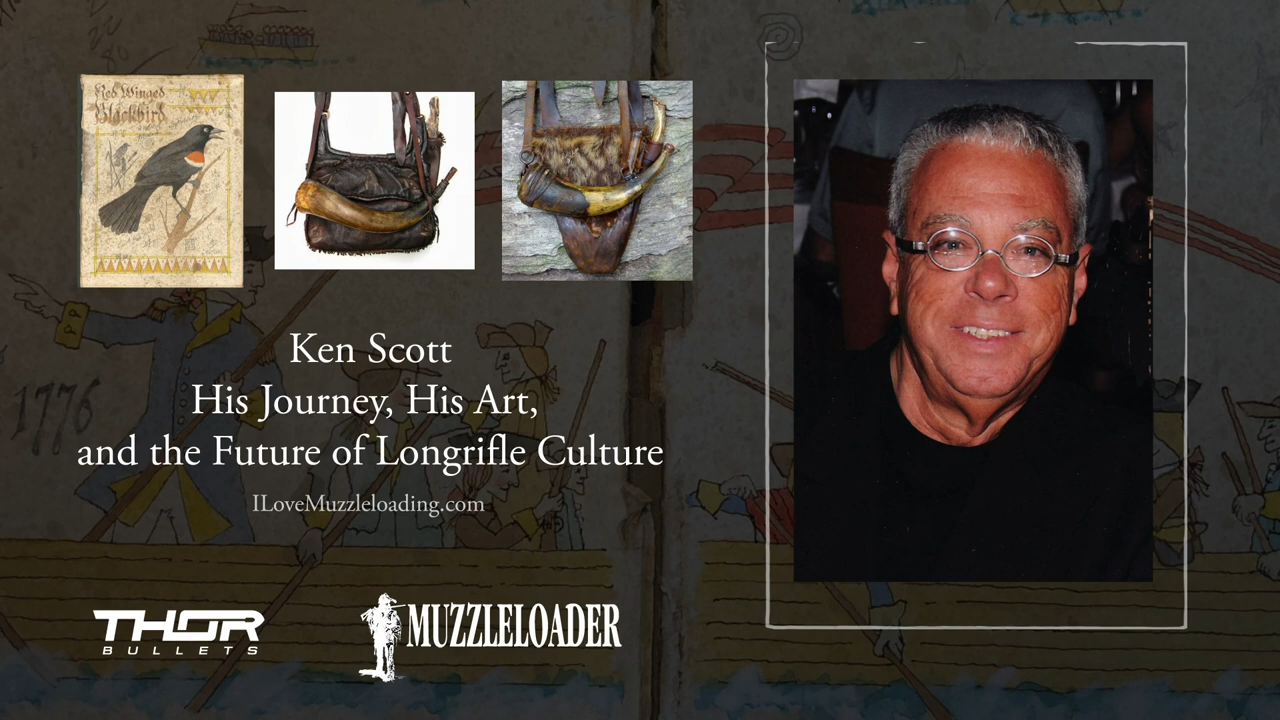 Red Winged
Blackbird
Ken Scott
His Journey, His Art,
and the Future of Longrifle Culture
ILoveMuzzleloading.com
1776
THOR
BULLETS
MUZZLELOADER